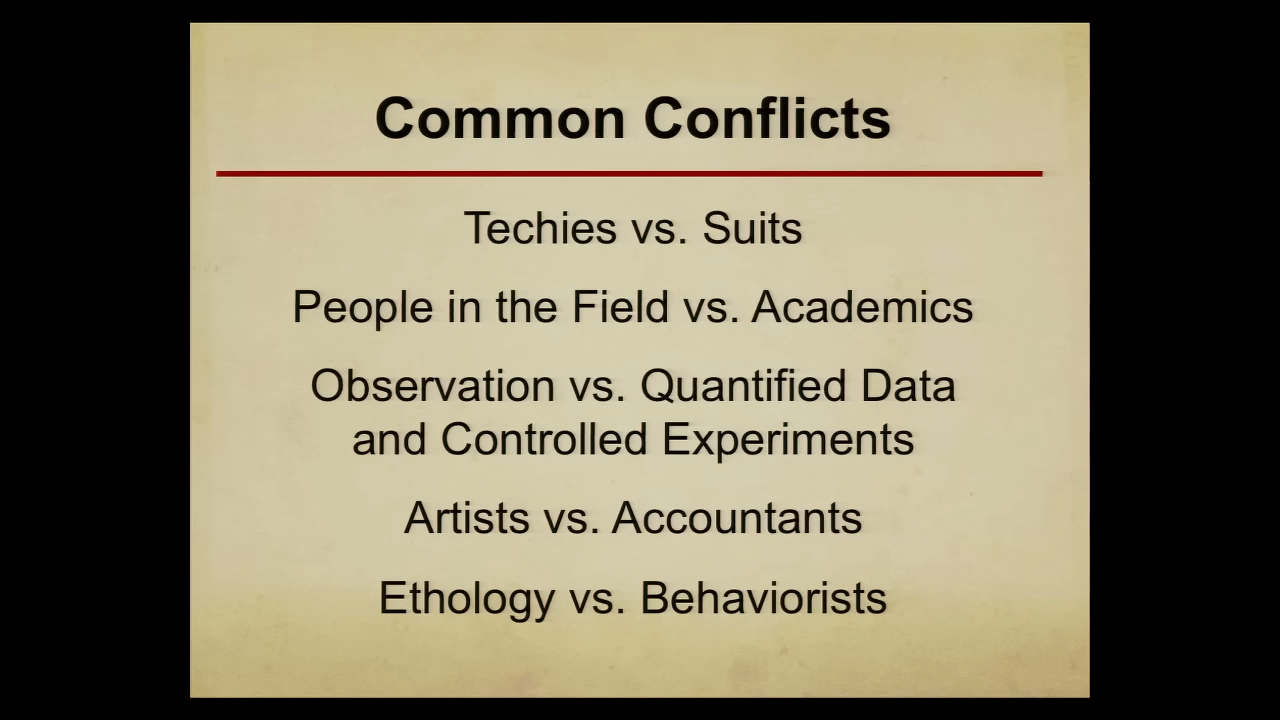 Common Conflicts
Techies vs. Suits
People in the Field vs. Academics
Observation vs. Quantified Data
and Controlled Experiments
Artists vs. Accountants
Ethology vs. Behaviorists